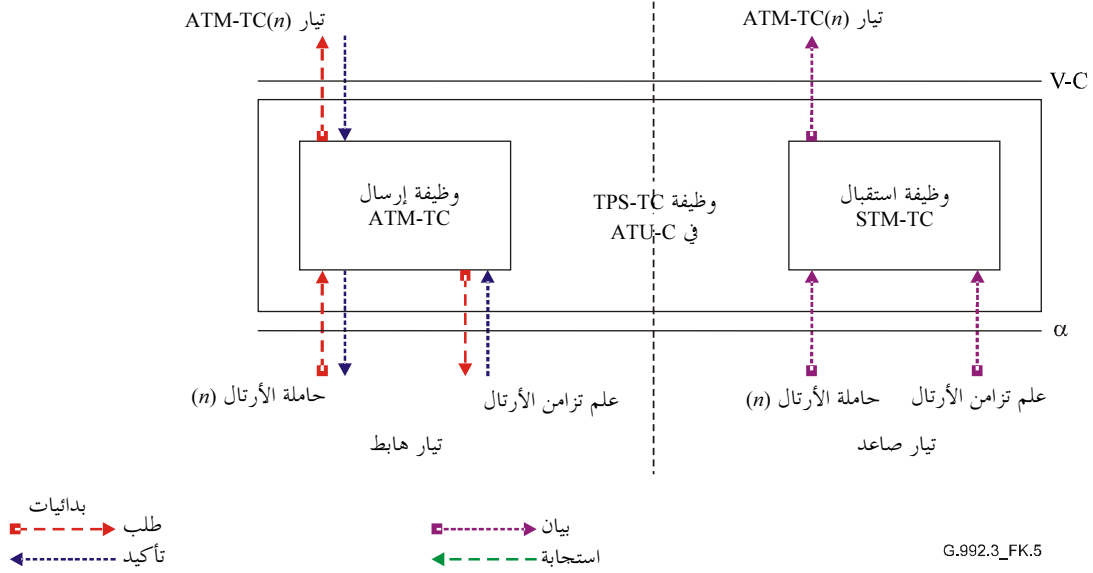 تيار ATM-TC(n)
تيار ATM-TC(n)
V-C
وظيفة إرسال
ATM-TC
وظيفة TPS-TC
في ATU-C
وظيفة استقبال
STM-TC
α
حاملة الأرتال (n)
علم تزامن الأرتال
حاملة الأرتال (n)
علم تزامن الأرتال
تيار هابط
تيار صاعد
بدائيات
طلب
بيان
تأكيد
استجابة
G.992.3_FK.5